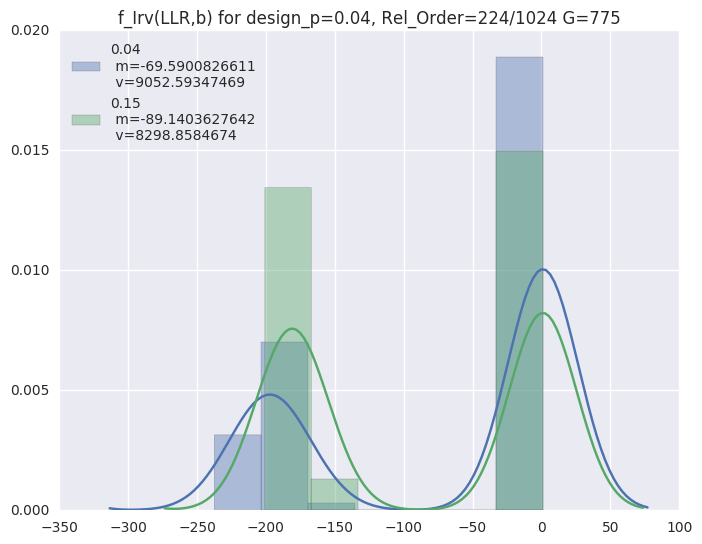 f_Irv(LLR,b) for design_p=0.04, Rel_Order=224/1024 G=775
0.04
m=-69.5900826611
v=9052.59347469
0.15
m=-89.1403627642
v=8298.8584674
0.020
0.015
0.010
0.005
0.000
−350 −300 −250 −200 −150 −100 −50 0 50 100